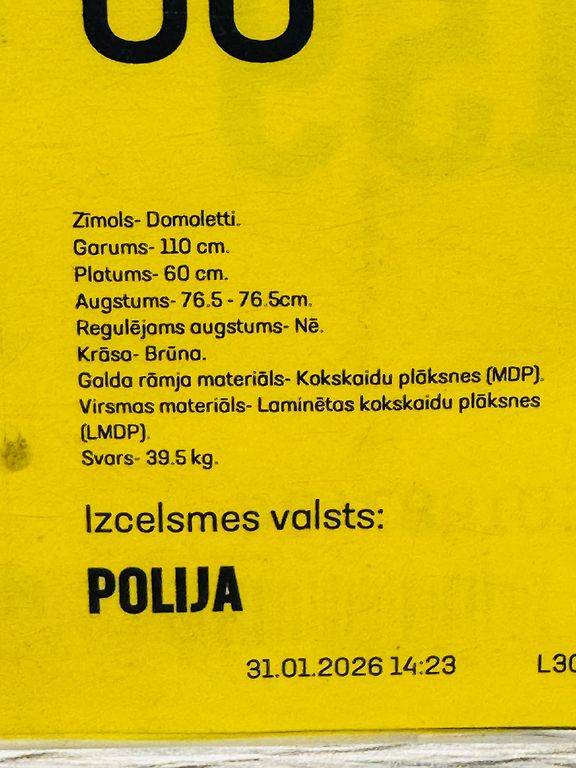 Zīmols- Domoletti.
Garums- 110 cm.
Platums- 60 cm.
Augstums- 76.5 - 76.5cm.
Regulējams augstums- Nē.
Krāsa- Brūna.
Galda rāmja materiāls- Kokskaidu plāksnes (MDP).
Virsmas materiāls- Laminētas kokskaidu plāksnes
(LMDP).
Svars- 39.5 kg.
Izcelsmes valsts:
POLIJA
31.01.2026 14:23